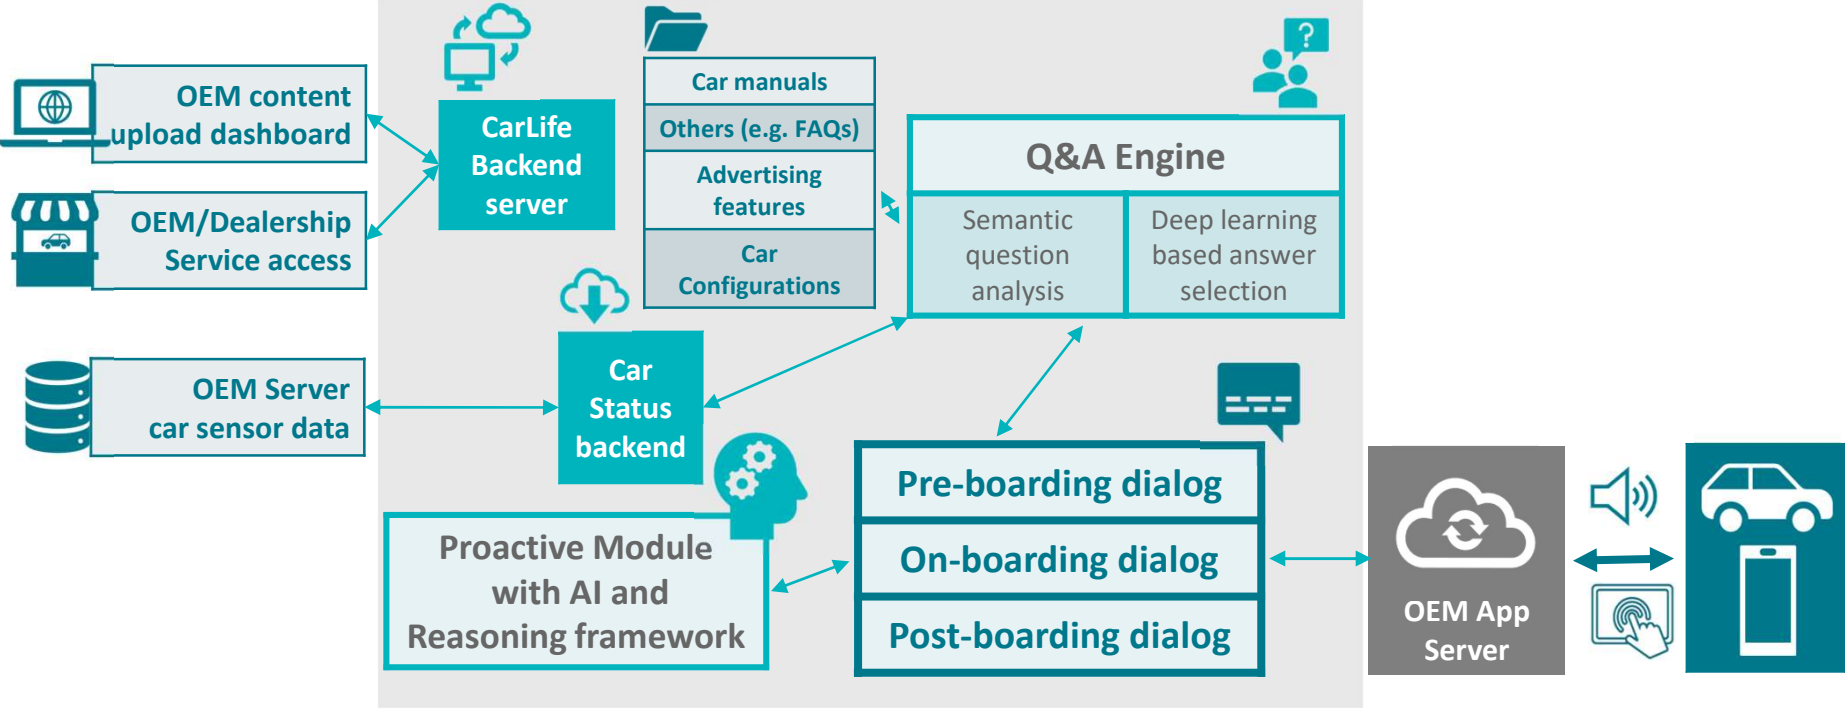 OEM content
upload dashboard
OEM/Dealership
Service access
OEM Server
car sensor data
CarLife
Backend
server
Car manuals
Others (e.g. FAQs)
Advertising
features
Car
Configurations
?
Q&A Engine
Semantic
question
analysis
Deep learning
based answer
selection
Car
Status
backend
Proactive Module
with AI and
Reasoning framework
Pre-boarding dialog
On-boarding dialog
Post-boarding dialog
OEM App
Server